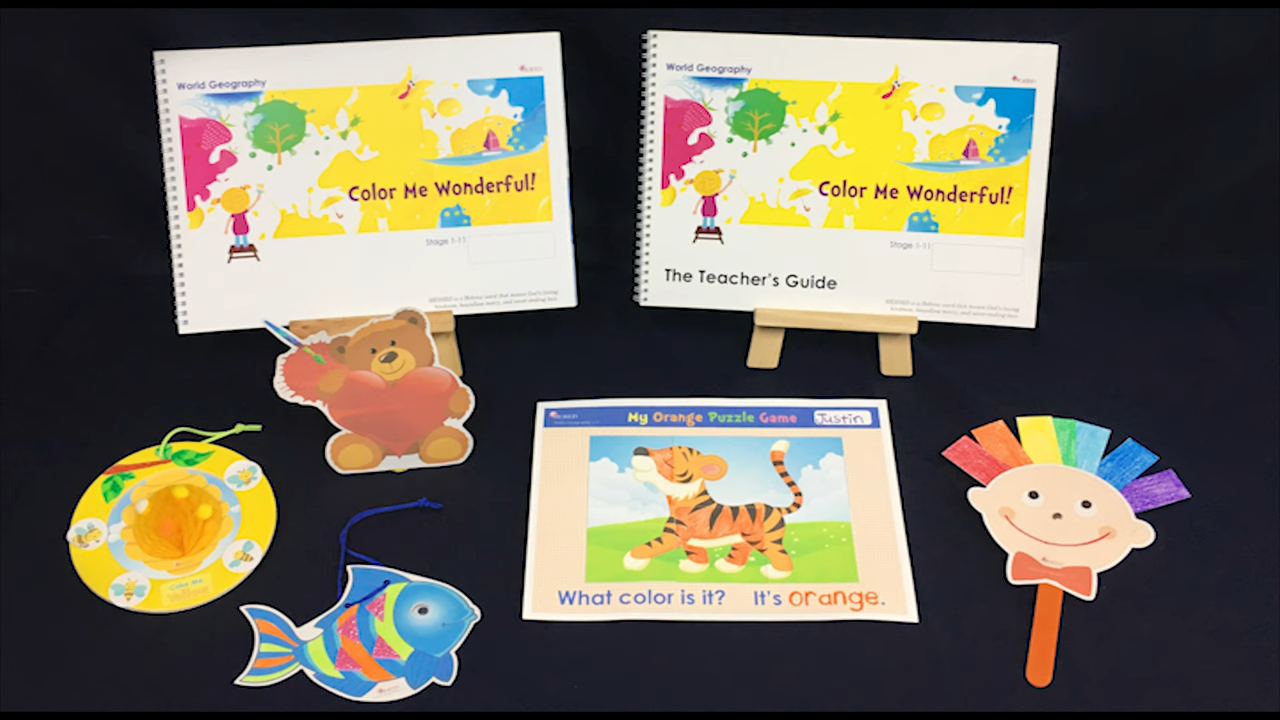 World Geography
Color Me Wonderful!
Stage 1-11
World Geography
Color Me Wonderful!
Stage 1-11
The Teacher's Guide
My Orange Puzzle Game
Justin
What color is it? It's orange.
Color Me